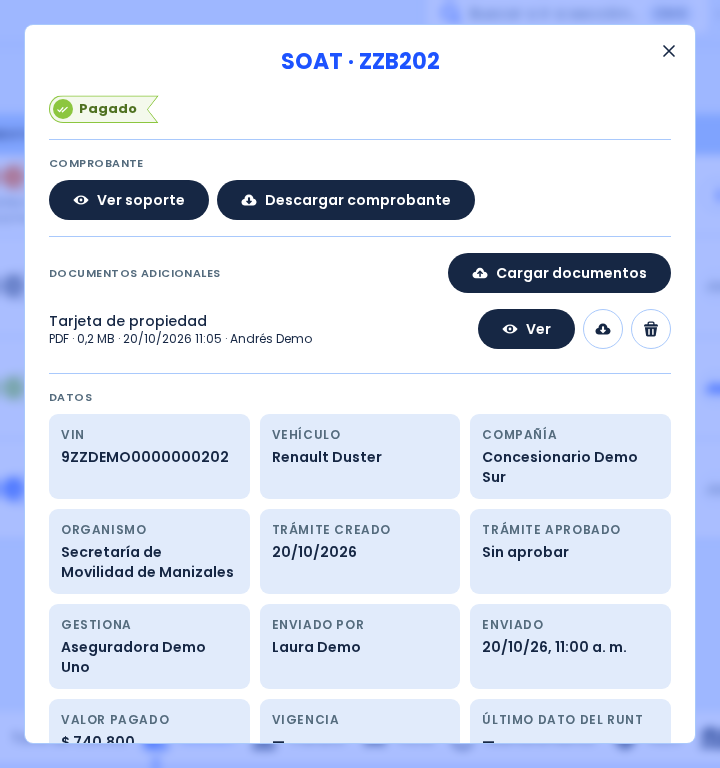 SOAT · ZZB202
Pagado
COMPROBANTE
Ver soporte
Descargar comprobante
DOCUMENTOS ADICIONALES
Cargar documentos
Tarjeta de propiedad
PDF · 0,2 MB · 20/10/2026 11:05 · Andrés Demo
Ver
DATOS
VIN
9ZZDEMO0000000202
VEHÍCULO
Renault Duster
COMPAÑÍA
Concesionario Demo
Sur
ORGANISMO
Secretaría de
Movilidad de Manizales
TRÁMITE CREADO
20/10/2026
TRÁMITE APROBADO
Sin aprobar
GESTIONA
Aseguradora Demo
Uno
ENVIADO POR
Laura Demo
ENVIADO
20/10/26, 11:00 a. m.
VALOR PAGADO
$ 740.800
VIGENCIA
—
ÚLTIMO DATO DEL RUNT
—